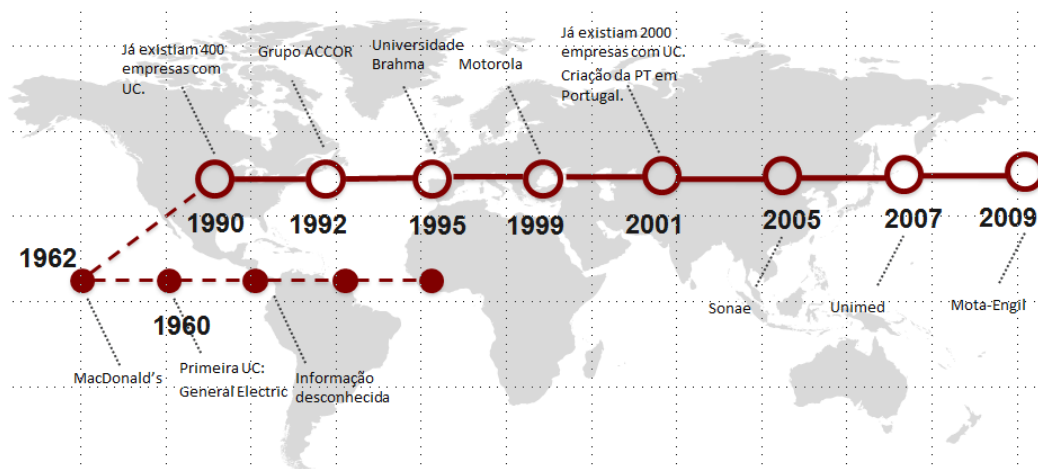 Já existiam 400
empresas com
UC.
Grupo ACCOR
Universidade
Brahma
Motorola
Já existiam 2000
empresas com UC.
Criação da PT em
Portugal.
1990
1992
1995
1999
2001
2005
2007
2009
1962
1960
Sonae
Unimed
Mota-Engil
MacDonald's
Primeira UC:
General Electric
Informação
desconhecida